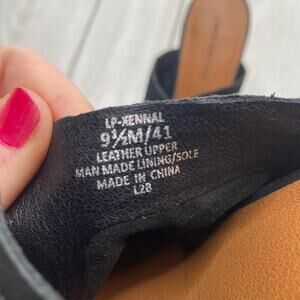 LP-XENNAL
9½M/41
LEATHER UPPER
MAN MADE LINING/SOLE
MADE IN CHINA
L28